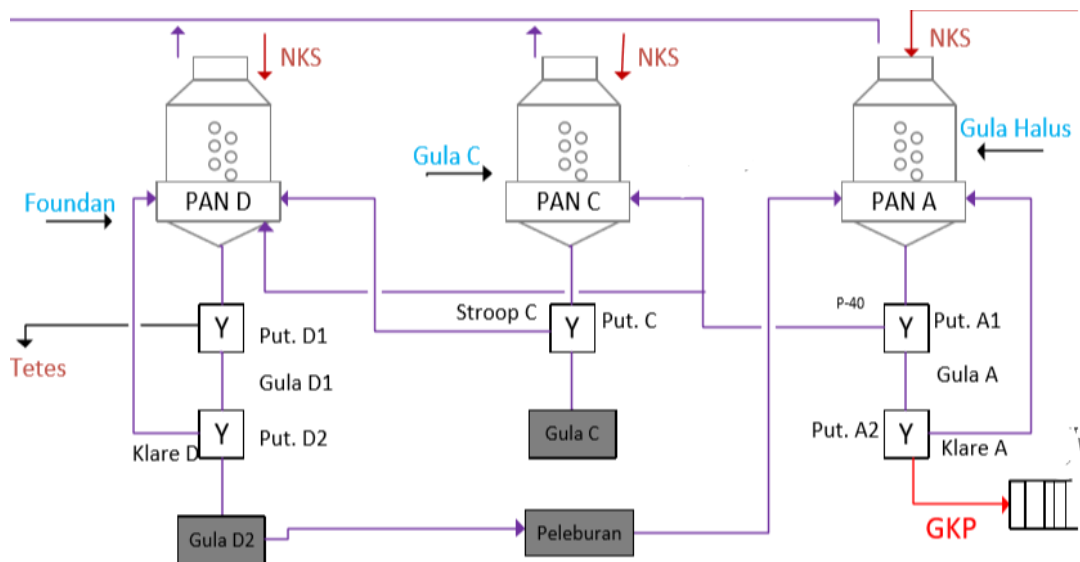 NKS
NKS
NKS
Gula Halus
Gula C
Foundan
PAN D
PAN C
PAN A
Stroop C
P-40
Y
Put. D1
Y
Put. C
Y
Put. A1
Tetes
Gula D1
Gula A
Y
Put. D2
Klare D
Gula C
Put. A2
Y
Klare A
Gula D2
Peleburan
GKP